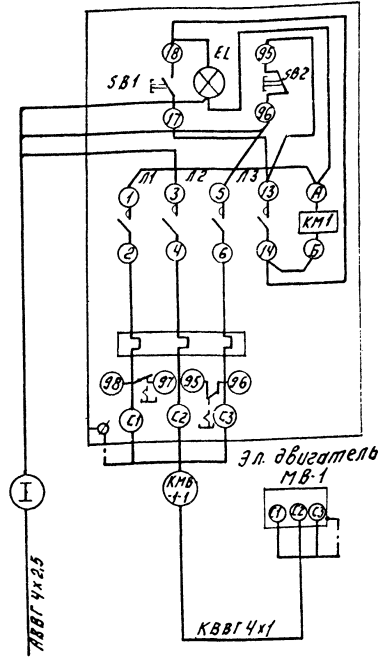 18
EL
95
SB1
SB2
17
96
Л1
Л2
Л3
1
3
5
13
А
КМ1
2
4
6
14
Б
98
97
95
96
С1
С2
С3
Эл. двигатель
МВ-1
КМВ
-1-1
С1
С2
С3
I
АВВГ 4х2,5
КВВГ 4х1